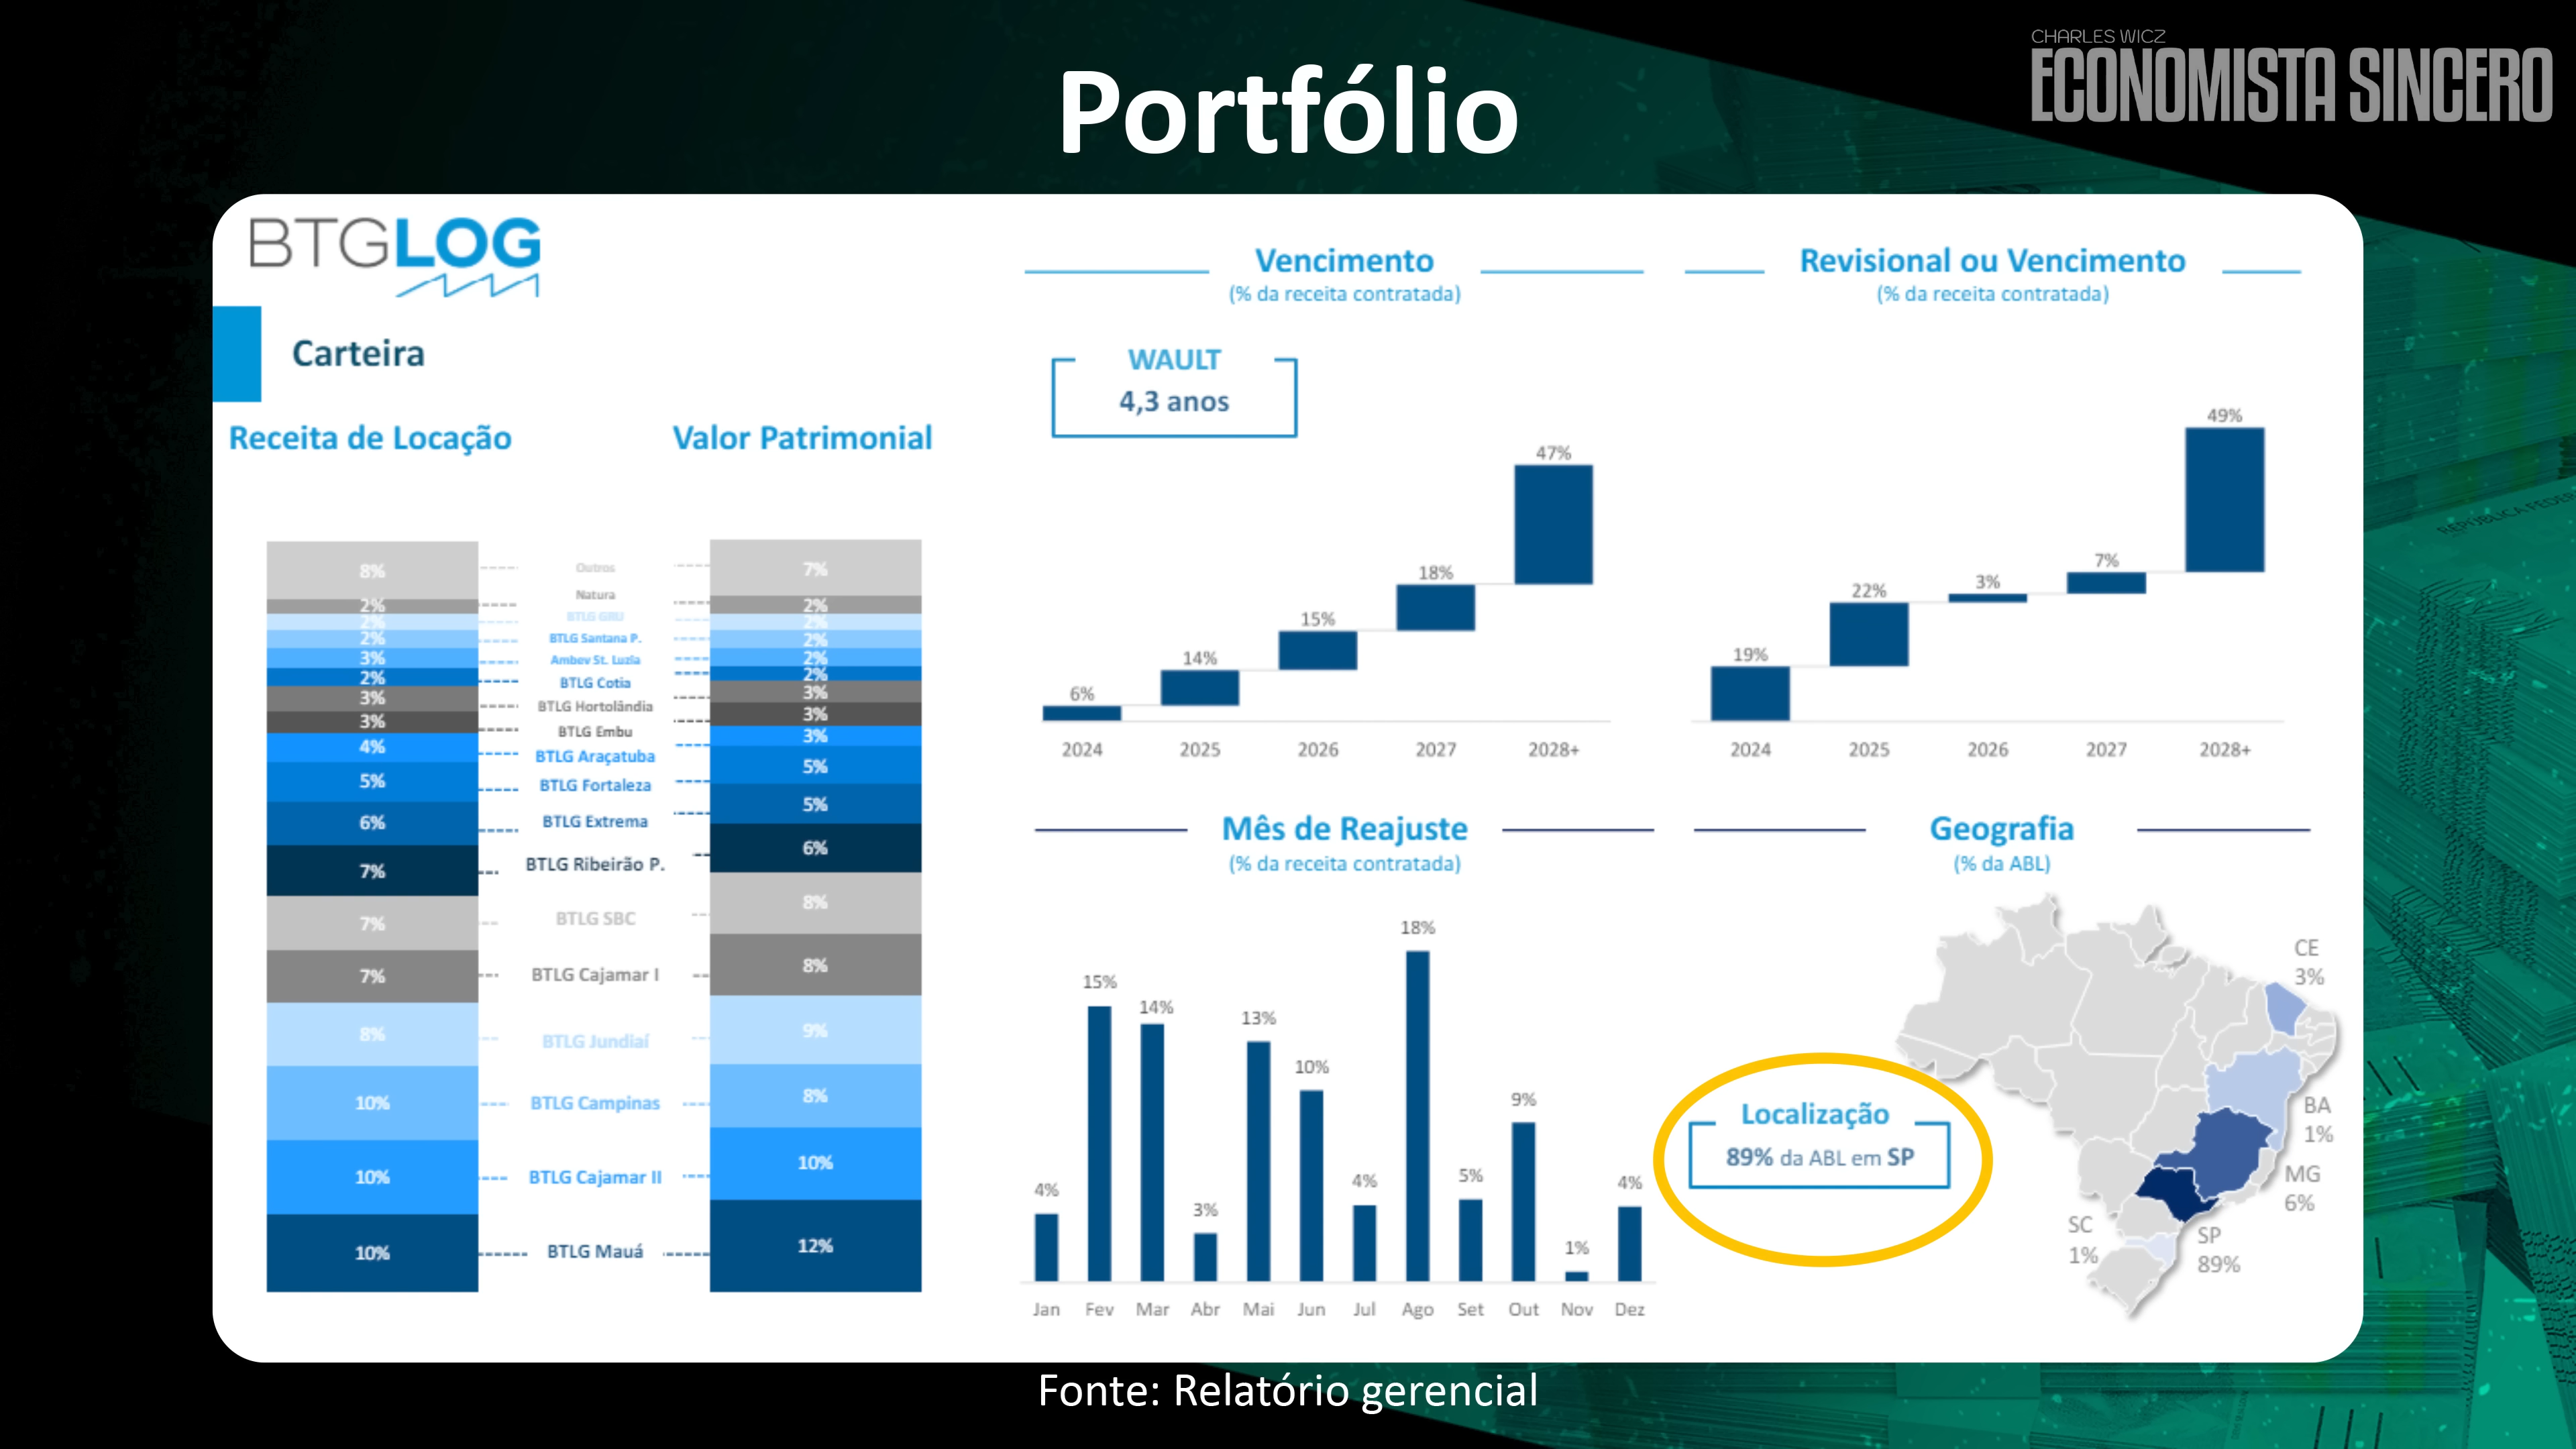 CHARLES WICZ
ECONOMISTA SINCERO
Portfólio
BTGLOG
Carteira
Receita de Locação
Valor Patrimonial
8% Outros 7%
2% Natura 2%
2% BTLG GRU 2%
2% BTLG Santana P. 2%
3% Ambev St. Luzia 2%
2% BTLG Cotia 2%
3% BTLG Hortolândia 3%
3% BTLG Embu 3%
4% BTLG Araçatuba 3%
5% BTLG Fortaleza 5%
6% BTLG Extrema 5%
7% BTLG Ribeirão P. 6%
7% BTLG SBC 8%
7% BTLG Cajamar I 8%
8% BTLG Jundiaí 9%
10% BTLG Campinas 8%
10% BTLG Cajamar II 10%
10% BTLG Mauá 12%
Vencimento
(% da receita contratada)
WAULT
4,3 anos
6% 14% 15% 18% 47%
2024 2025 2026 2027 2028+
Revisional ou Vencimento
(% da receita contratada)
19% 22% 3% 7% 49%
2024 2025 2026 2027 2028+
Mês de Reajuste
(% da receita contratada)
4% 15% 14% 3% 13% 10% 4% 18% 5% 9% 1% 4%
Jan Fev Mar Abr Mai Jun Jul Ago Set Out Nov Dez
Geografia
(% da ABL)
Localização
89% da ABL em SP
CE
3%
BA
1%
MG
6%
SP
89%
SC
1%
Fonte: Relatório gerencial